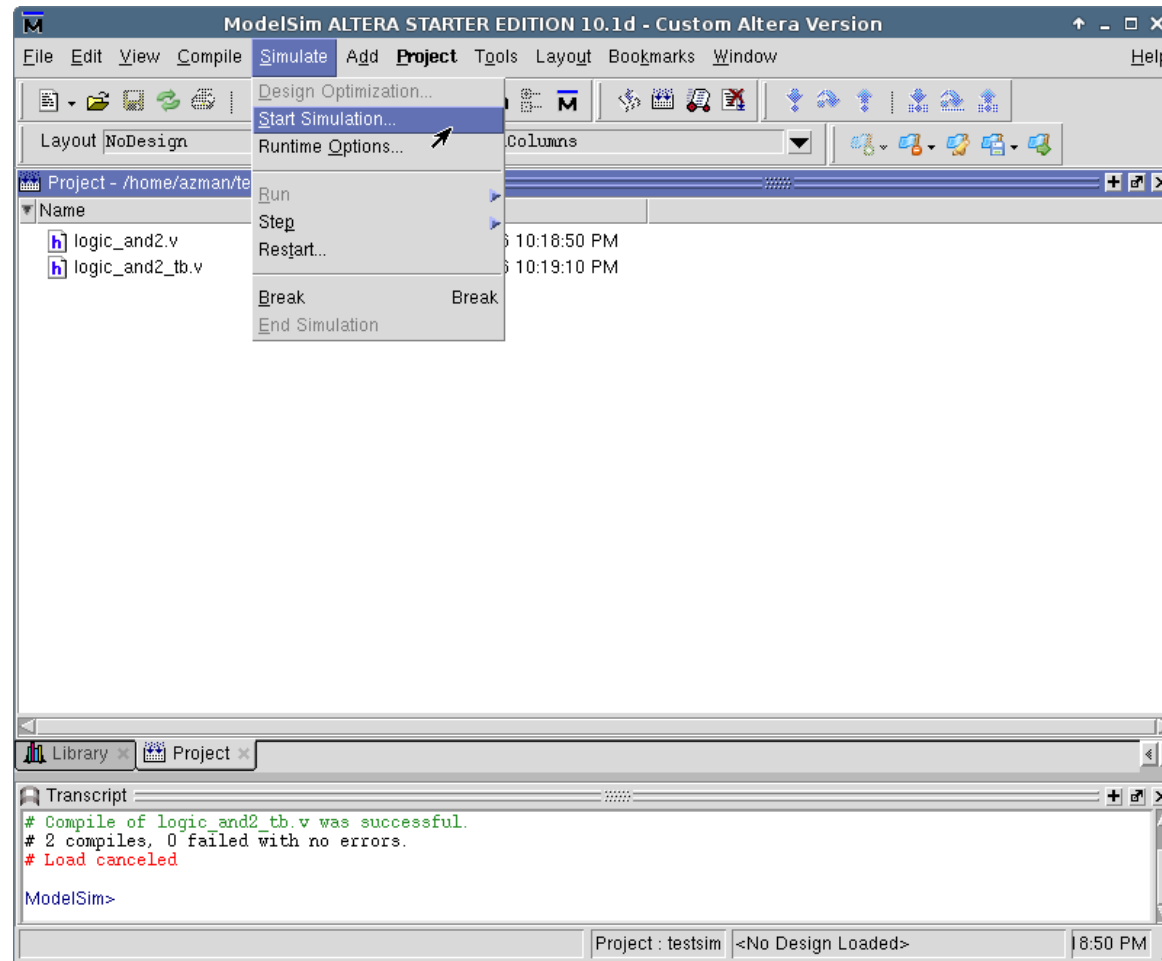 ModelSim ALTERA STARTER EDITION 10.1d - Custom Altera Version
File Edit View Compile Simulate Add Project Tools Layout Bookmarks Window Help
Design Optimization...
Start Simulation...
Runtime Options...
Run
Step
Restart...
Break Break
End Simulation
Layout NoDesign
Columns
Project - /home/azman/te
Name
logic_and2.v 10:18:50 PM
logic_and2_tb.v 10:19:10 PM
Library Project
Transcript
# Compile of logic_and2_tb.v was successful.
# 2 compiles, 0 failed with no errors.
# Load canceled
ModelSim>
Project : testsim <No Design Loaded> 8:50 PM